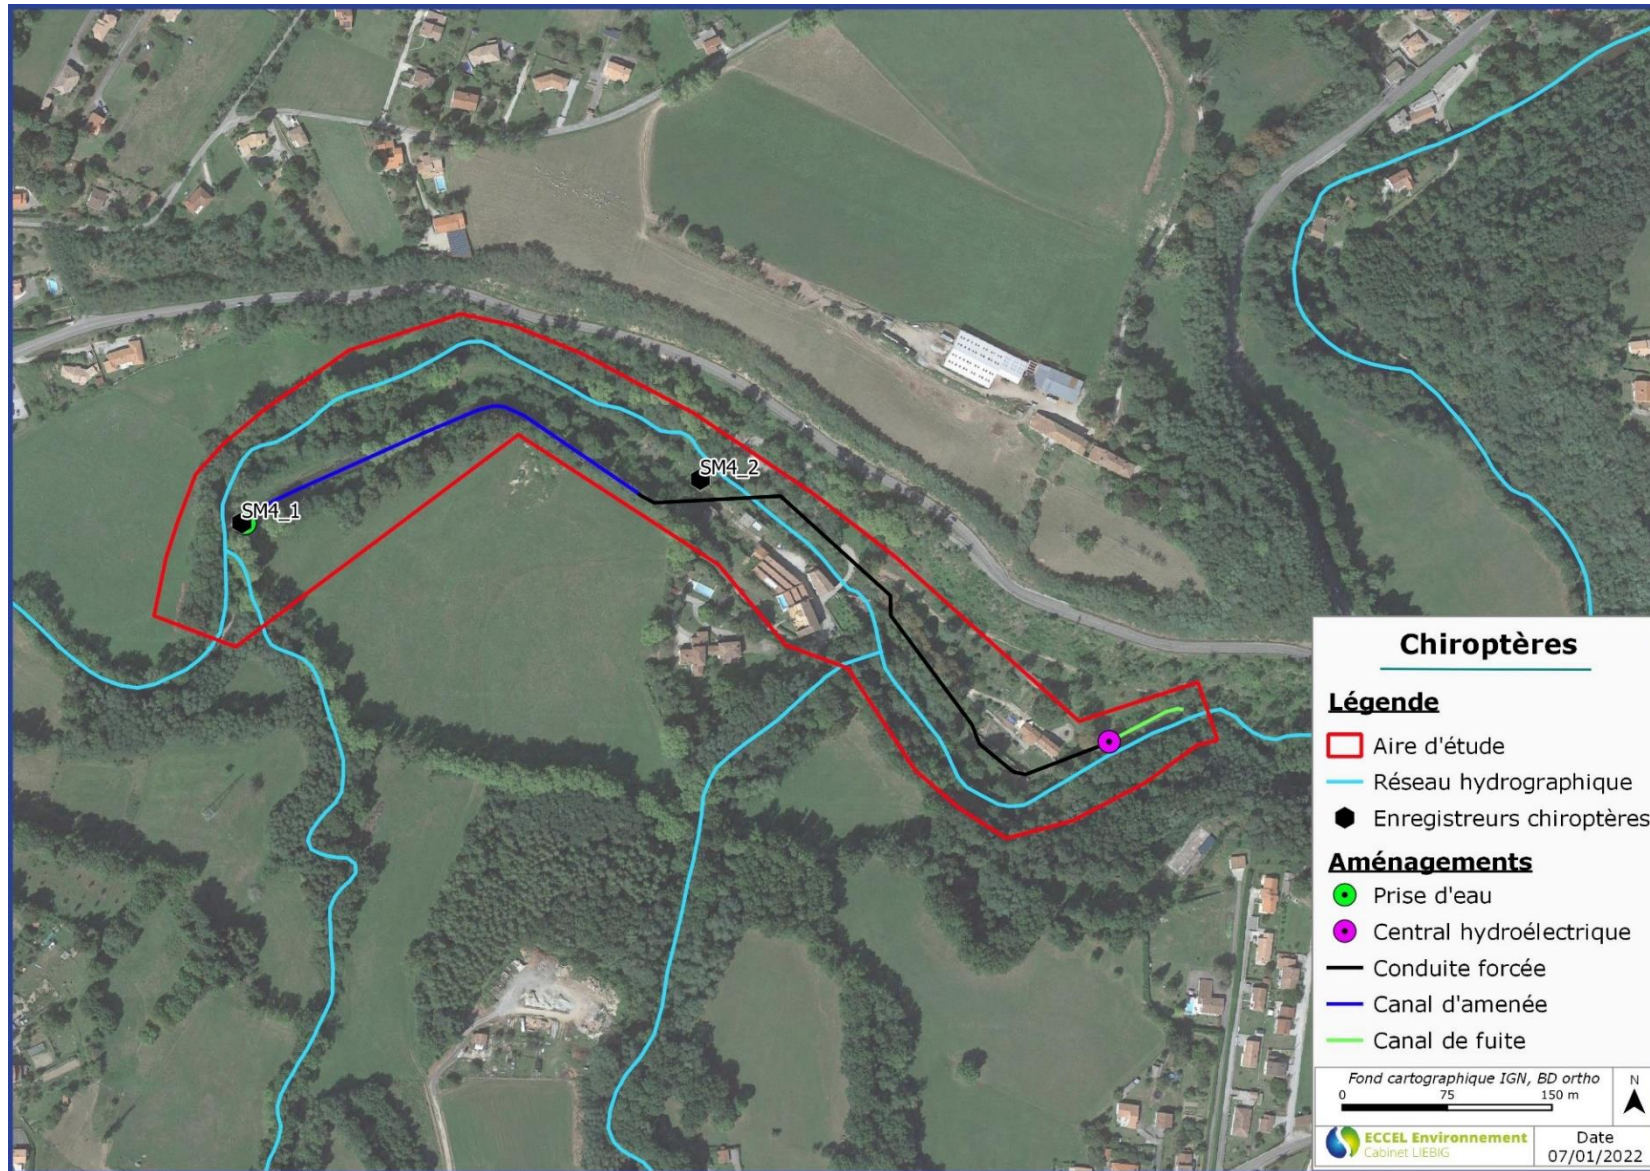 SM4_2
SM4_1
Chiroptères
Légende
Aire d'étude
Réseau hydrographique
Enregistreurs chiroptères
Aménagements
Prise d'eau
Central hydroélectrique
Conduite forcée
Canal d'amenée
Canal de fuite
Fond cartographique IGN, BD ortho
0 75 150 m
N
ECCEL Environnement
Cabinet LIEBIG
Date
07/01/2022